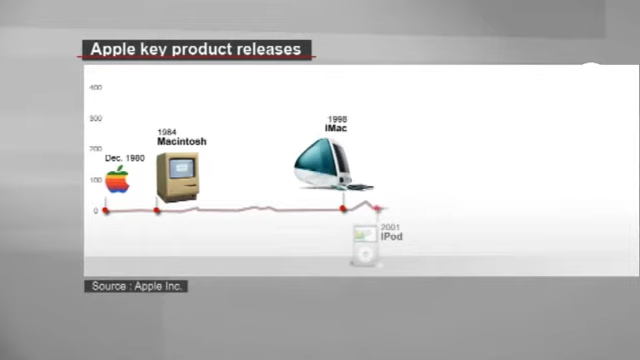 Apple key product releases
400
300
200
100
0
Dec. 1980
1984
Macintosh
1998
iMac
2001
IPod
Source : Apple Inc.